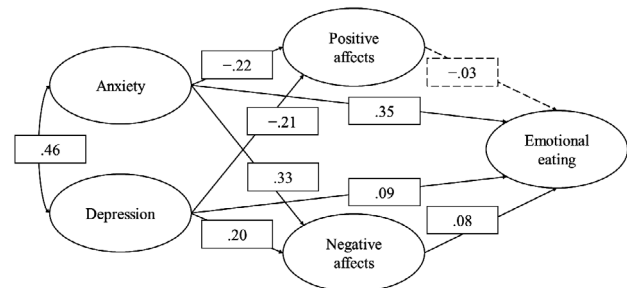 Positive
affects
−.22
−.03
Anxiety
.35
−.21
Emotional
eating
.46
.33
.09
Depression
.08
.20
Negative
affects